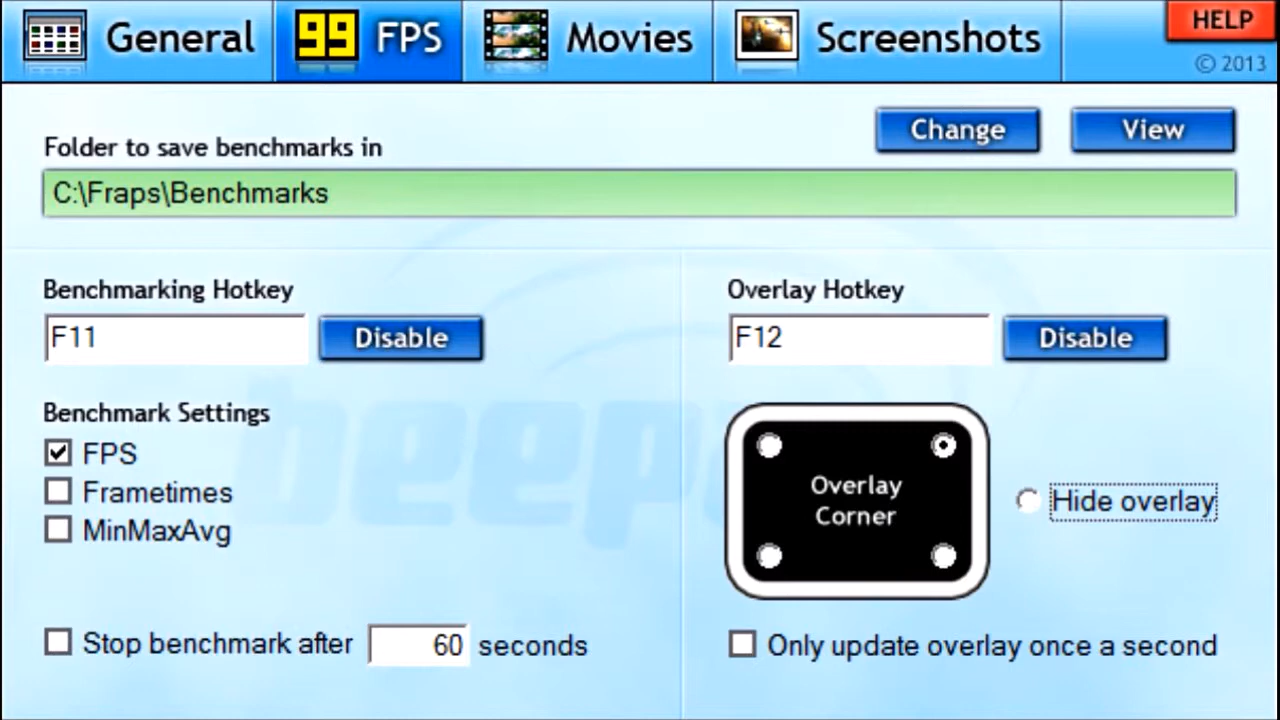 General
99 FPS
Movies
Screenshots
HELP
© 2013
Folder to save benchmarks in
Change
View
C:\Fraps\Benchmarks
Benchmarking Hotkey
F11
Disable
Overlay Hotkey
F12
Disable
Benchmark Settings
FPS
Frametimes
MinMaxAvg
Stop benchmark after 60 seconds
Overlay
Corner
Hide overlay
Only update overlay once a second